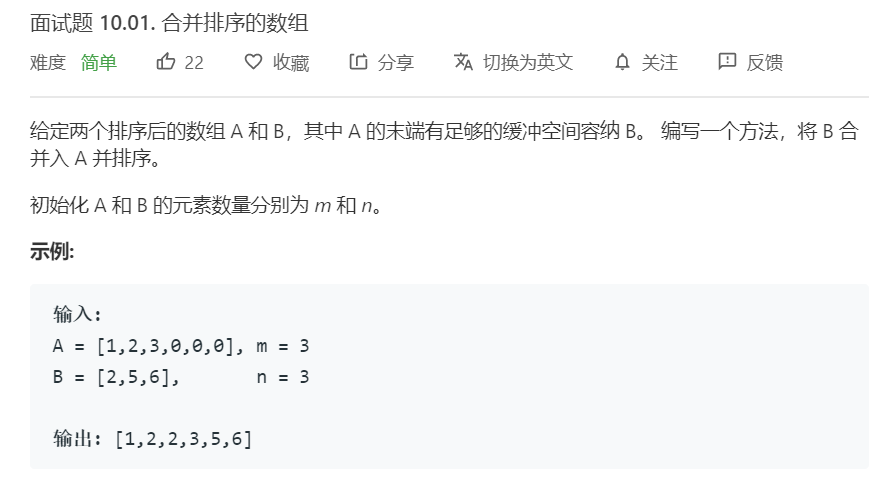 面试题 10.01. 合并排序的数组
难度 简单 22 收藏 分享 切换为英文 关注 反馈
给定两个排序后的数组 A 和 B，其中 A 的末端有足够的缓冲空间容纳 B。 编写一个方法，将 B 合
并入 A 并排序。
初始化 A 和 B 的元素数量分别为 m 和 n。
示例:
输入:
A = [1,2,3,0,0,0], m = 3
B = [2,5,6],       n = 3
输出: [1,2,2,3,5,6]